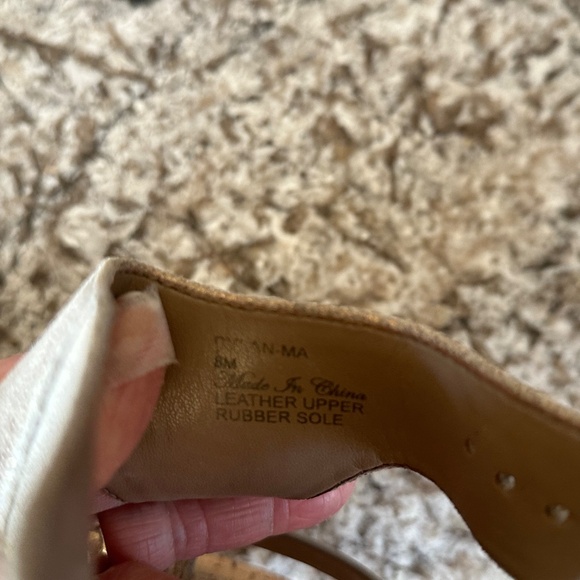 8M
Made In China
LEATHER UPPER
RUBBER SOLE